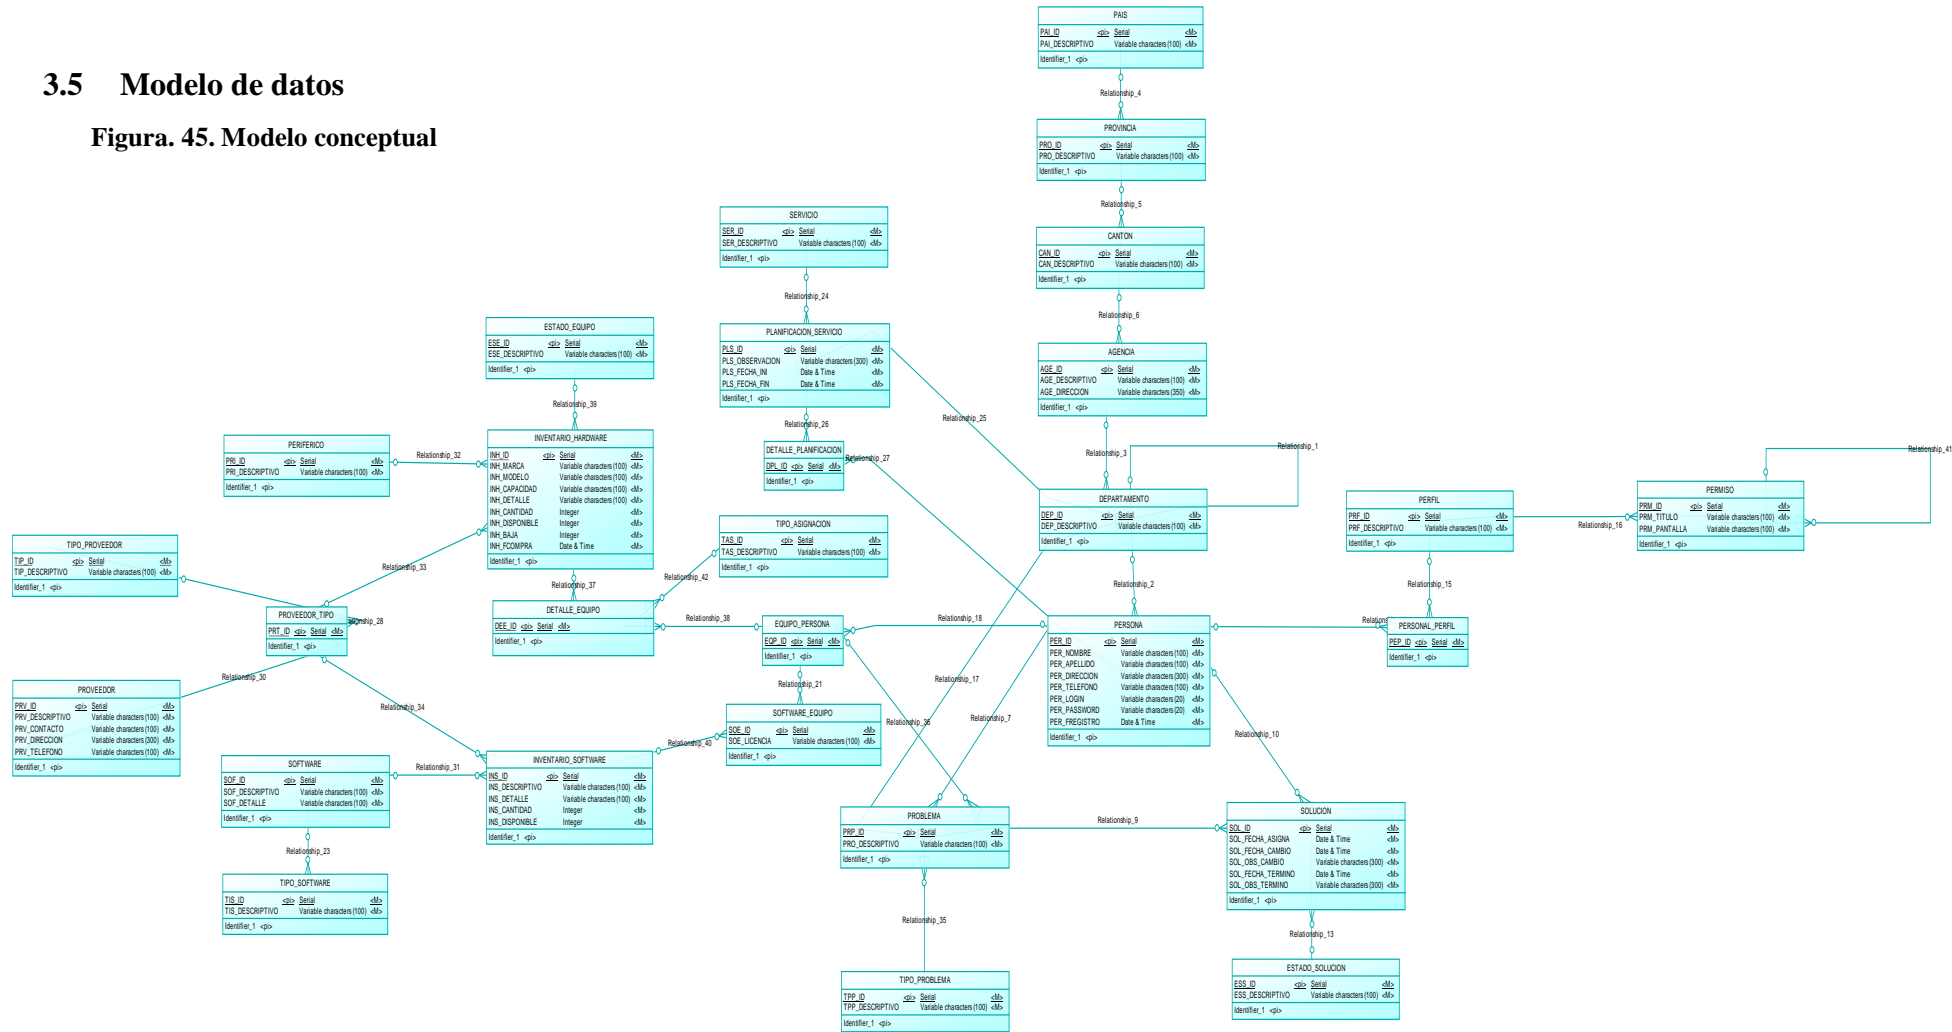 3.5 Modelo de datos
Figura. 45. Modelo conceptual
PAIS
PAI_ID <pi> Serial <M>
PAI_DESCRIPTIVO Variable characters (100) <M>
Identifier_1 <pi>
Relationship_4
PROVINCIA
PRO_ID <pi> Serial <M>
PRO_DESCRIPTIVO Variable characters (100) <M>
Identifier_1 <pi>
Relationship_5
CANTON
CAN_ID <pi> Serial <M>
CAN_DESCRIPTIVO Variable characters (100) <M>
Identifier_1 <pi>
Relationship_6
AGENCIA
AGE_ID <pi> Serial <M>
AGE_DESCRIPTIVO Variable characters (100) <M>
AGE_DIRECCION Variable characters (350) <M>
Identifier_1 <pi>
Relationship_3
Relationship_1
DEPARTAMENTO
DEP_ID <pi> Serial <M>
DEP_DESCRIPTIVO Variable characters (100) <M>
Identifier_1 <pi>
Relationship_2
SERVICIO
SER_ID <pi> Serial <M>
SER_DESCRIPTIVO Variable characters (100) <M>
Identifier_1 <pi>
Relationship_24
PLANIFICACION_SERVICIO
PLS_ID <pi> Serial <M>
PLS_OBSERVACION Variable characters (300) <M>
PLS_FECHA_INI Date & Time <M>
PLS_FECHA_FIN Date & Time <M>
Identifier_1 <pi>
Relationship_25
Relationship_26
DETALLE_PLANIFICACION
DPL_ID <pi> Serial <M>
Identifier_1 <pi>
Relationship_27
ESTADO_EQUIPO
ESE_ID <pi> Serial <M>
ESE_DESCRIPTIVO Variable characters (100) <M>
Identifier_1 <pi>
Relationship_39
PERIFERICO
PRI_ID <pi> Serial <M>
PRI_DESCRIPTIVO Variable characters (100) <M>
Identifier_1 <pi>
Relationship_32
INVENTARIO_HARDWARE
INH_ID <pi> Serial <M>
INH_MARCA Variable characters (100) <M>
INH_MODELO Variable characters (100) <M>
INH_CAPACIDAD Variable characters (100) <M>
INH_DETALLE Variable characters (100) <M>
INH_CANTIDAD Integer <M>
INH_DISPONIBLE Integer <M>
INH_BAJA Integer <M>
INH_FCOMPRA Date & Time <M>
Identifier_1 <pi>
Relationship_33
Relationship_37
TIPO_ASIGNACION
TAS_ID <pi> Serial <M>
TAS_DESCRIPTIVO Variable characters (100) <M>
Identifier_1 <pi>
Relationship_42
PERFIL
PRF_ID <pi> Serial <M>
PRF_DESCRIPTIVO Variable characters (100) <M>
Identifier_1 <pi>
Relationship_16
Relationship_15
PERMISO
PRM_ID <pi> Serial <M>
PRM_TITULO Variable characters (100) <M>
PRM_PANTALLA Variable characters (100) <M>
Identifier_1 <pi>
Relationship_41
TIPO_PROVEEDOR
TIP_ID <pi> Serial <M>
TIP_DESCRIPTIVO Variable characters (100) <M>
Identifier_1 <pi>
PROVEEDOR_TIPO
PRT_ID <pi> Serial <M>
Identifier_1 <pi>
onship_28
Relationship_30
Relationship_34
DETALLE_EQUIPO
DEE_ID <pi> Serial <M>
Identifier_1 <pi>
Relationship_38
EQUIPO_PERSONA
EQP_ID <pi> Serial <M>
Identifier_1 <pi>
Relationship_18
Relationship_21
PERSONA
PER_ID <pi> Serial <M>
PER_NOMBRE Variable characters (100) <M>
PER_APELLIDO Variable characters (100) <M>
PER_DIRECCION Variable characters (300) <M>
PER_TELEFONO Variable characters (100) <M>
PER_LOGIN Variable characters (20) <M>
PER_PASSWORD Variable characters (20) <M>
PER_FREGISTRO Date & Time <M>
Identifier_1 <pi>
Relations
PERSONAL_PERFIL
PEP_ID <pi> Serial <M>
Identifier_1 <pi>
Relationship_17
Relationship_36
Relationship_7
Relationship_10
PROVEEDOR
PRV_ID <pi> Serial <M>
PRV_DESCRIPTIVO Variable characters (100) <M>
PRV_CONTACTO Variable characters (100) <M>
PRV_DIRECCION Variable characters (300) <M>
PRV_TELEFONO Variable characters (100) <M>
Identifier_1 <pi>
SOFTWARE_EQUIPO
SOE_ID <pi> Serial <M>
SOE_LICENCIA Variable characters (100) <M>
Identifier_1 <pi>
Relationship_40
SOFTWARE
SOF_ID <pi> Serial <M>
SOF_DESCRIPTIVO Variable characters (100) <M>
SOF_DETALLE Variable characters (100) <M>
Identifier_1 <pi>
Relationship_31
INVENTARIO_SOFTWARE
INS_ID <pi> Serial <M>
INS_DESCRIPTIVO Variable characters (100) <M>
INS_DETALLE Variable characters (100) <M>
INS_CANTIDAD Integer <M>
INS_DISPONIBLE Integer <M>
Identifier_1 <pi>
Relationship_23
TIPO_SOFTWARE
TIS_ID <pi> Serial <M>
TIS_DESCRIPTIVO Variable characters (100) <M>
Identifier_1 <pi>
PROBLEMA
PRP_ID <pi> Serial <M>
PRO_DESCRIPTIVO Variable characters (100) <M>
Identifier_1 <pi>
Relationship_9
Relationship_35
SOLUCION
SOL_ID <pi> Serial <M>
SOL_FECHA_ASIGNA Date & Time <M>
SOL_FECHA_CAMBIO Date & Time <M>
SOL_OBS_CAMBIO Variable characters (300) <M>
SOL_FECHA_TERMINO Date & Time <M>
SOL_OBS_TERMINO Variable characters (300) <M>
Identifier_1 <pi>
Relationship_13
TIPO_PROBLEMA
TPP_ID <pi> Serial <M>
TPP_DESCRIPTIVO Variable characters (100) <M>
Identifier_1 <pi>
ESTADO_SOLUCION
ESS_ID <pi> Serial <M>
ESS_DESCRIPTIVO Variable characters (100) <M>
Identifier_1 <pi>